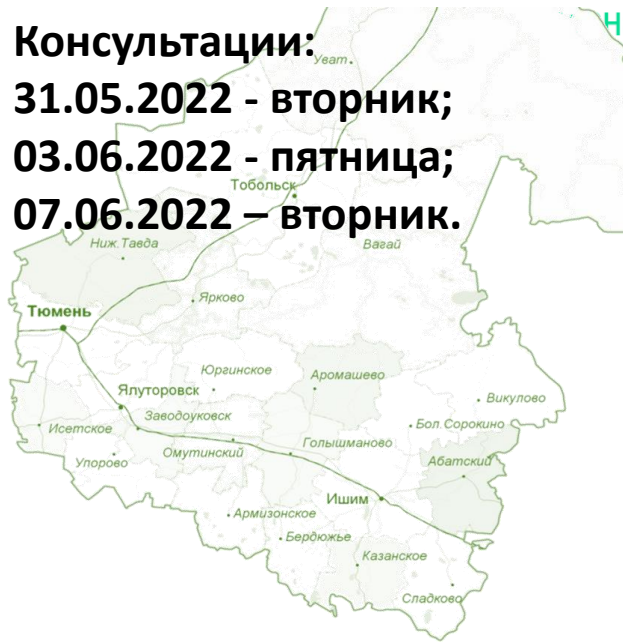 Н
Консультации:
Уват
31.05.2022 - вторник;
03.06.2022 - пятница;
Тобольск
07.06.2022 – вторник.
Ниж.Тавда
Вагай
Ярково
Тюмень
Юргинское
Аромашево
Ялуторовск
Викулово
Заводоуковск
Исетское
Бол.Сорокино
Голышманово
Омутинский
Упорово
Абатский
Ишим
Армизонское
Бердюжье
Казанское
Сладково